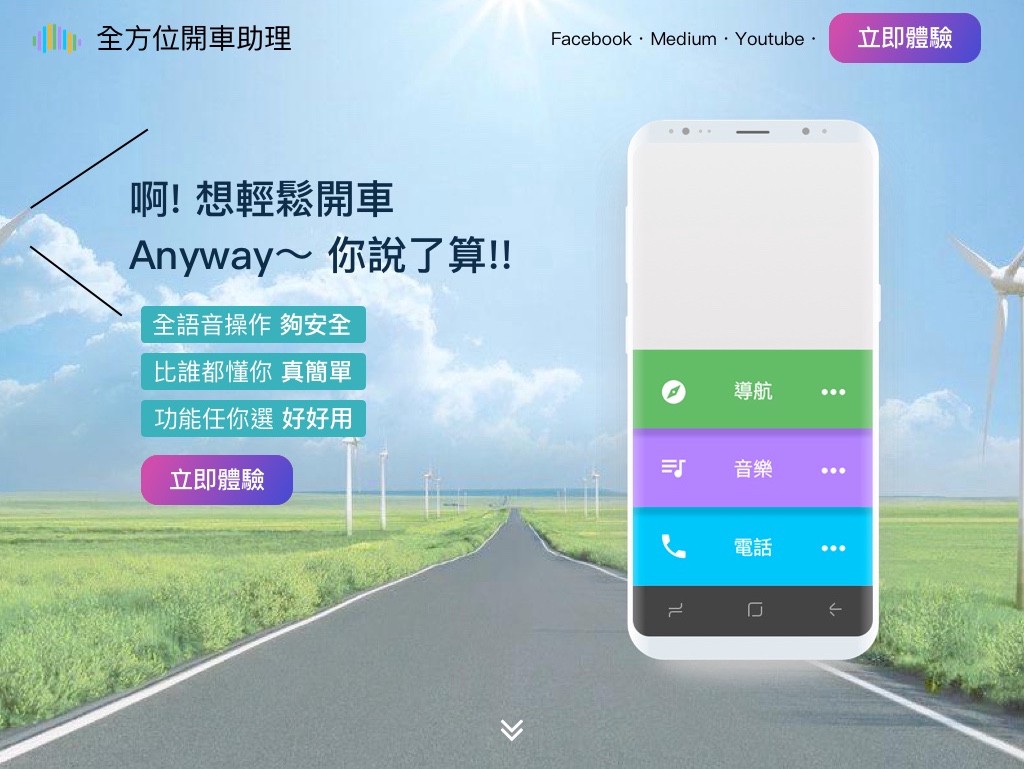 全方位開車助理
Facebook · Medium · Youtube ·
立即體驗
啊! 想輕鬆開車
Anyway～ 你說了算!!
全語音操作 夠安全
比誰都懂你 真簡單
功能任你選 好好用
立即體驗
導航
音樂
電話